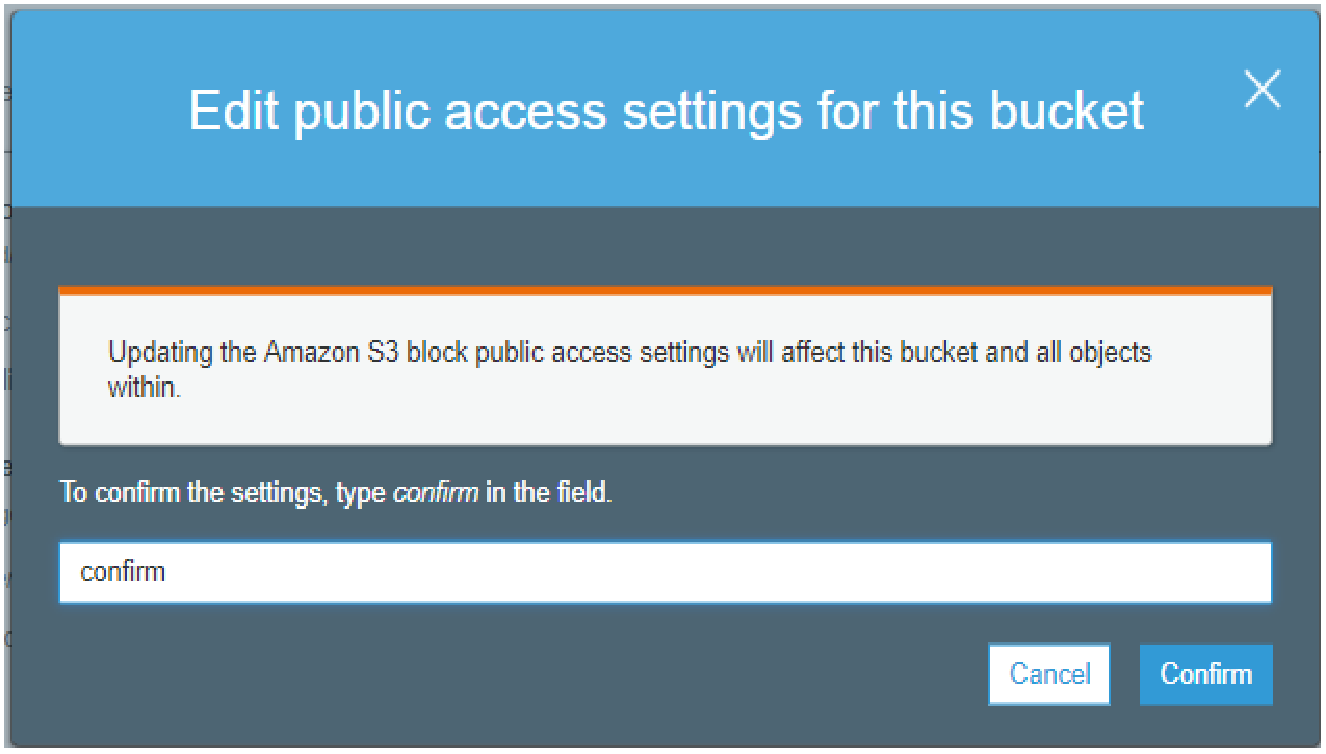 Edit public access settings for this bucket
Updating the Amazon S3 block public access settings will affect this bucket and all objects
within.
To confirm the settings, type confirm in the field.
confirm
Cancel Confirm